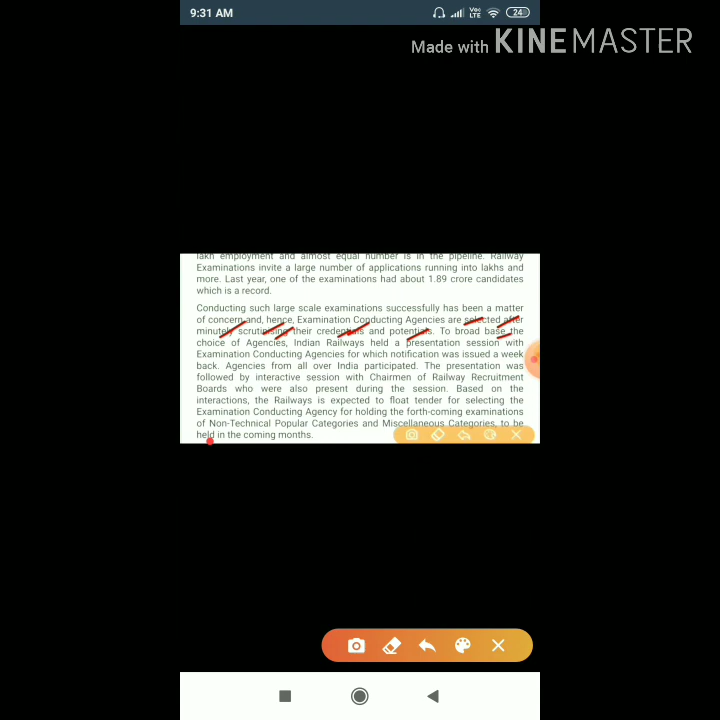 9:31 AM
Vo
LTE
24
Made with KINEMASTER
lakh employment and almost equal number is in the pipeline. Railway
Examinations invite a large number of applications running into lakhs and
more. Last year, one of the examinations had about 1.89 crore candidates
which is a record.
Conducting such large scale examinations successfully has been a matter
of concern and, hence, Examination Conducting Agencies are selected after
minutely scrutinising their credentials and potentials. To broad base the
choice of Agencies, Indian Railways held a presentation session with
Examination Conducting Agencies for which notification was issued a week
back. Agencies from all over India participated. The presentation was
followed by interactive session with Chairmen of Railway Recruitment
Boards who were also present during the session. Based on the
interactions, the Railways is expected to float tender for selecting the
Examination Conducting Agency for holding the forth-coming examinations
of Non-Technical Popular Categories and Miscellaneous Categories, to be
held in the coming months.